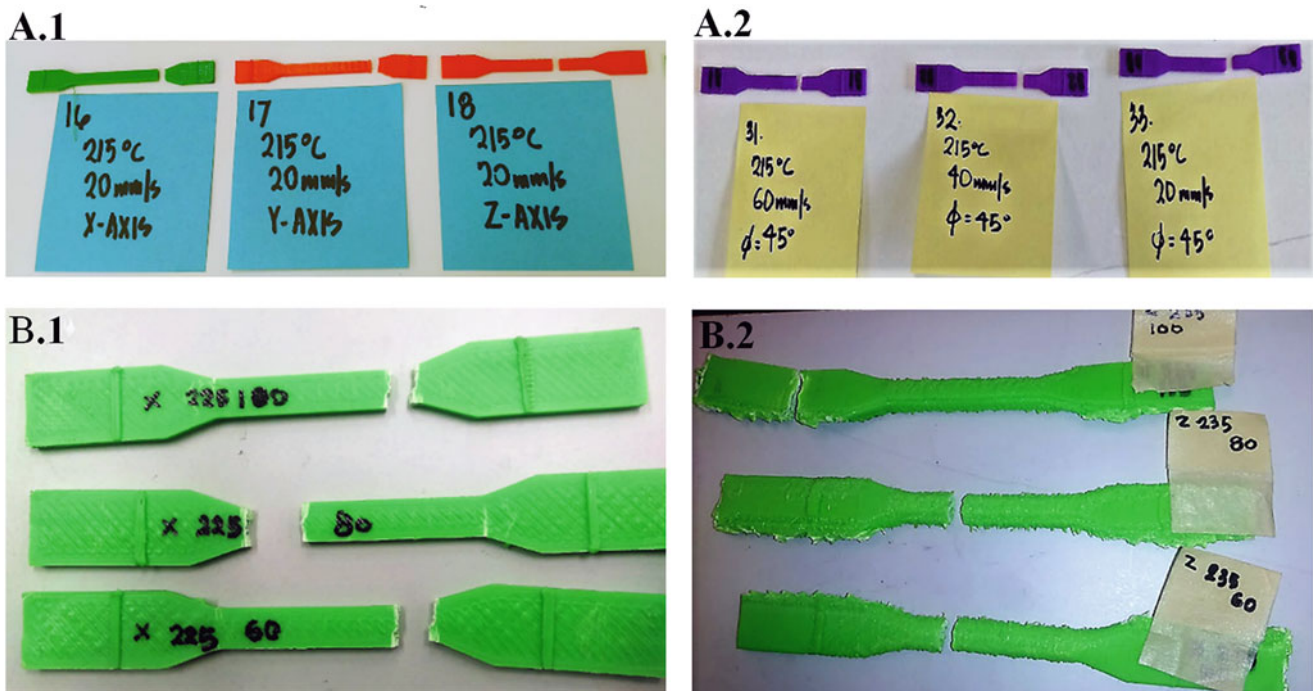 A.1
16
215°C
20mm/s
X-AXIS
17
215°C
20mm/s
Y-AXIS
18
215°C
20mm/s
Z-AXIS
A.2
31.
215°C
60mm/s
ϕ=45°
32.
215°C
40mm/s
ϕ=45°
33.
215°C
20mm/s
ϕ=45°
B.1
X 225 100
X 225 80
X 225 60
B.2
Z 235
100
Z 235
80
Z 235
60